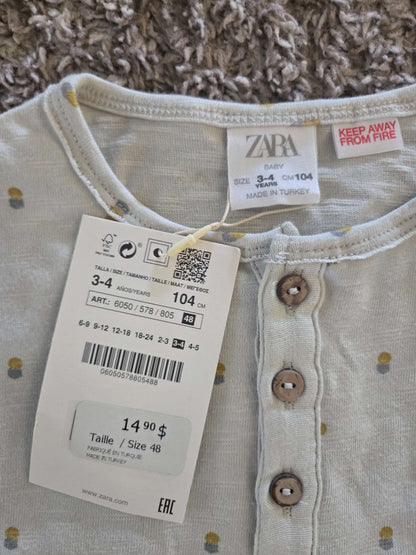 ZARA
BABY
SIZE 3-4 YEARS CM 104
MADE IN TURKEY
KEEP AWAY
FROM FIRE
FSC
TALLA / SIZE / TAMANHO / TAILLE / MAAT / МЕГЕБОС
3-4 AÑOS/YEARS 104 CM
ART.: 6050 / 578 / 805 48
6-9 9-12 12-18 18-24 2-3 3-4 4-5
06050578805488
14 90 $
Taille / Size 48
FABRIQUÉ EN TURQUIE
MADE IN TURKEY
www.zara.com
EAC